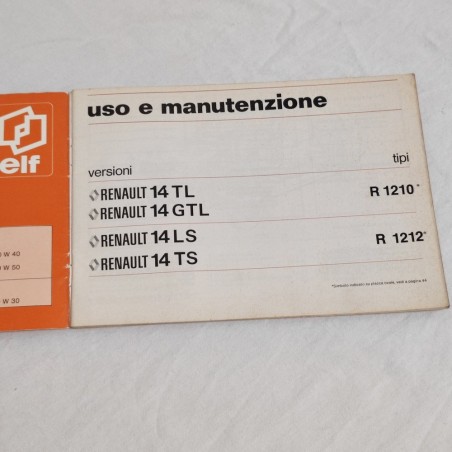 elf
W 40
W 50
W 30
uso e manutenzione
versioni tipi
RENAULT 14 TL R 1210*
RENAULT 14 GTL
RENAULT 14 LS R 1212*
RENAULT 14 TS